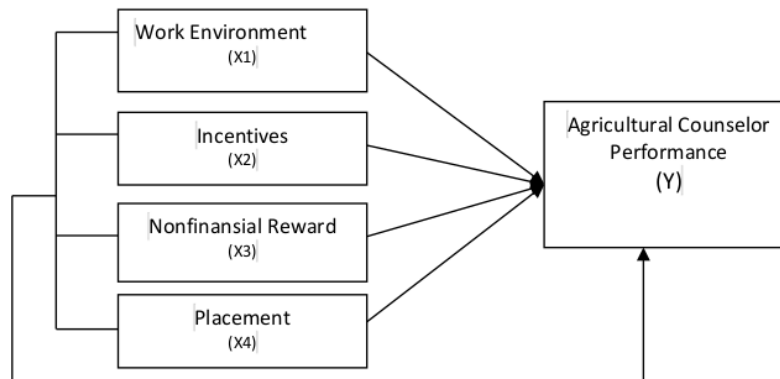 Work Environment
(X1)
Incentives
(X2)
Nonfinansial Reward
(X3)
Placement
(X4)
Agricultural Counselor
Performance
(Y)